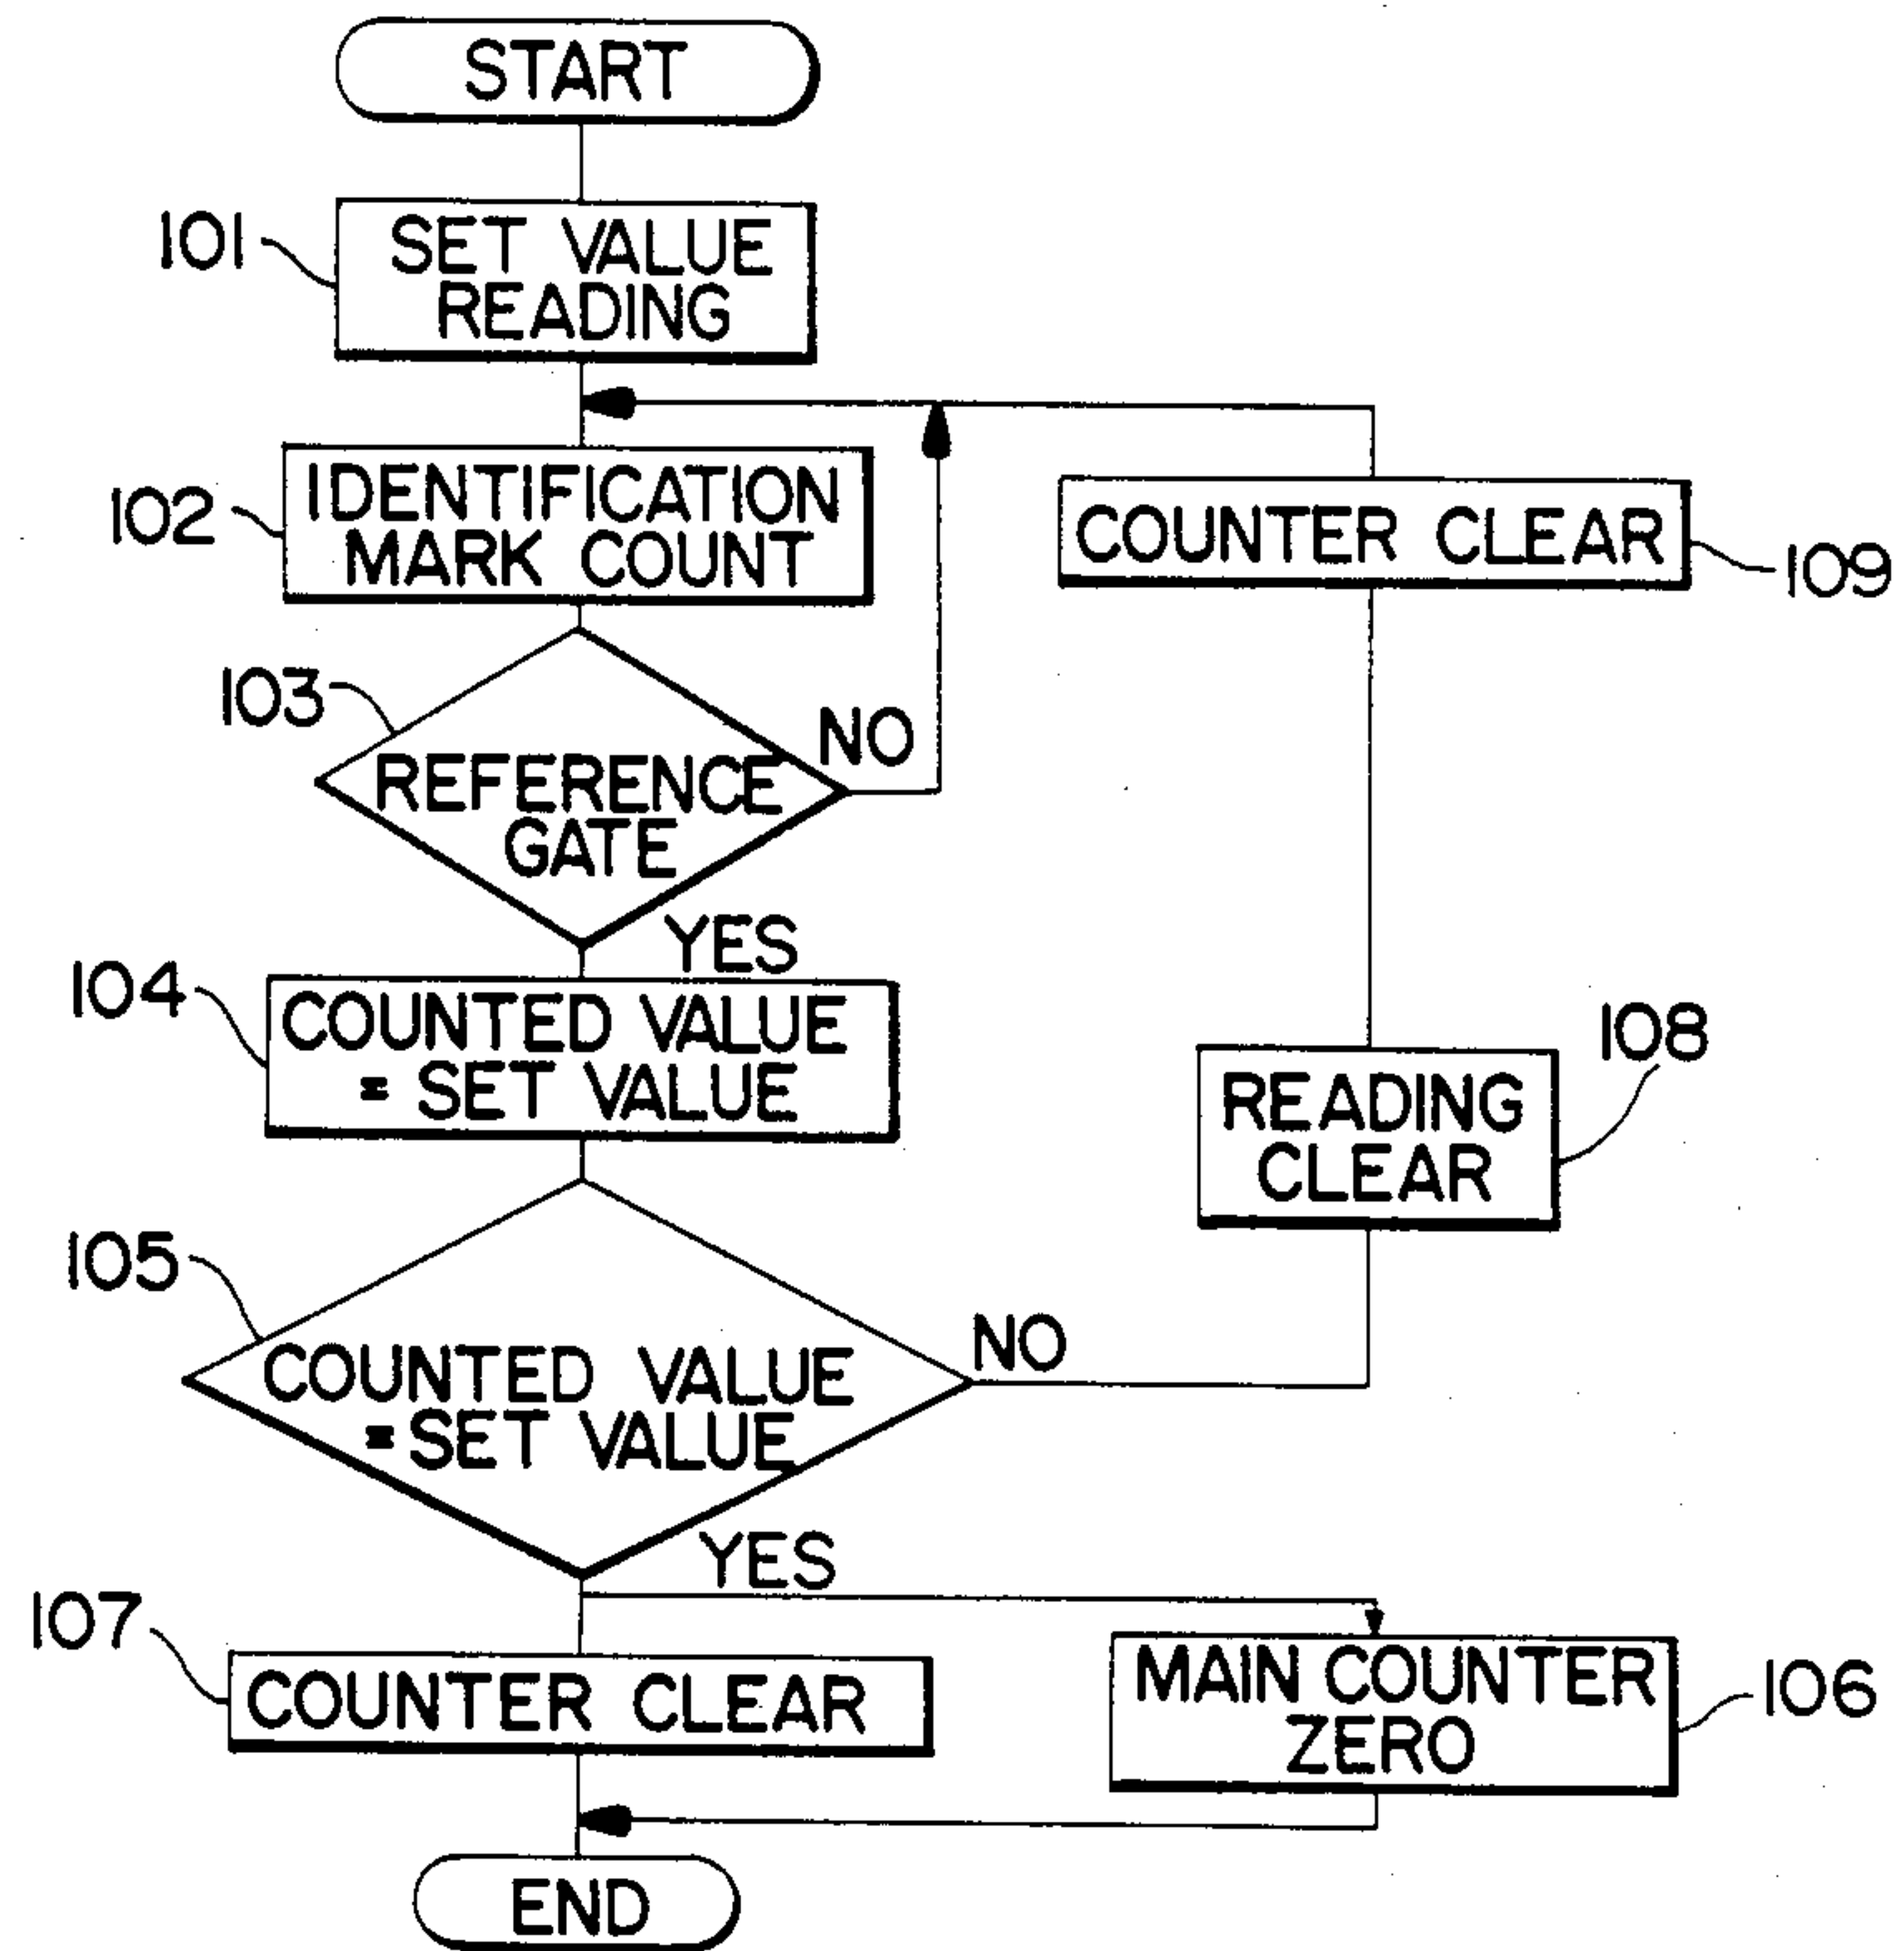 START
101
SET VALUE
READING
102
IDENTIFICATION
MARK COUNT
COUNTER CLEAR
109
103
REFERENCE
GATE
NO
YES
104
COUNTED VALUE
= SET VALUE
108
READING
CLEAR
105
COUNTED VALUE
= SET VALUE
NO
YES
107
COUNTER CLEAR
MAIN COUNTER
ZERO
106
END